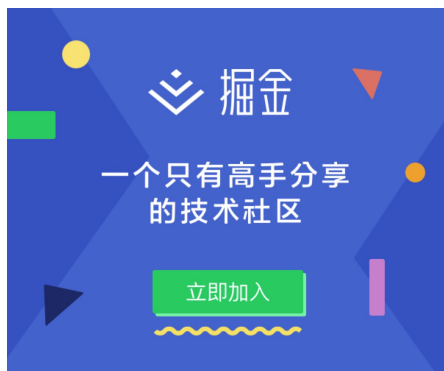 掘金
一个只有高手分享
的技术社区
立即加入